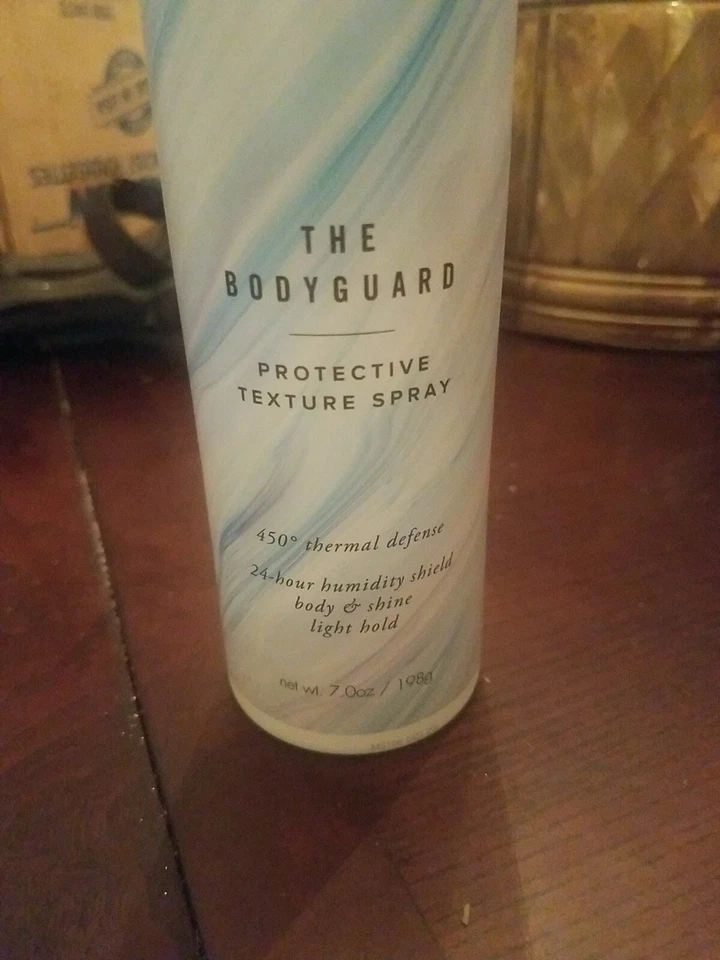 THE
BODYGUARD
PROTECTIVE
TEXTURE SPRAY
450° thermal defense
24-hour humidity shield
body & shine
light hold
net wt. 7.0oz / 198g